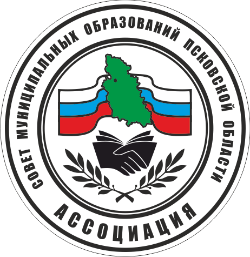 СОВЕТ МУНИЦИПАЛЬНЫХ ОБРАЗОВАНИЙ ПСКОВСКОЙ ОБЛАСТИ
АССОЦИАЦИЯ